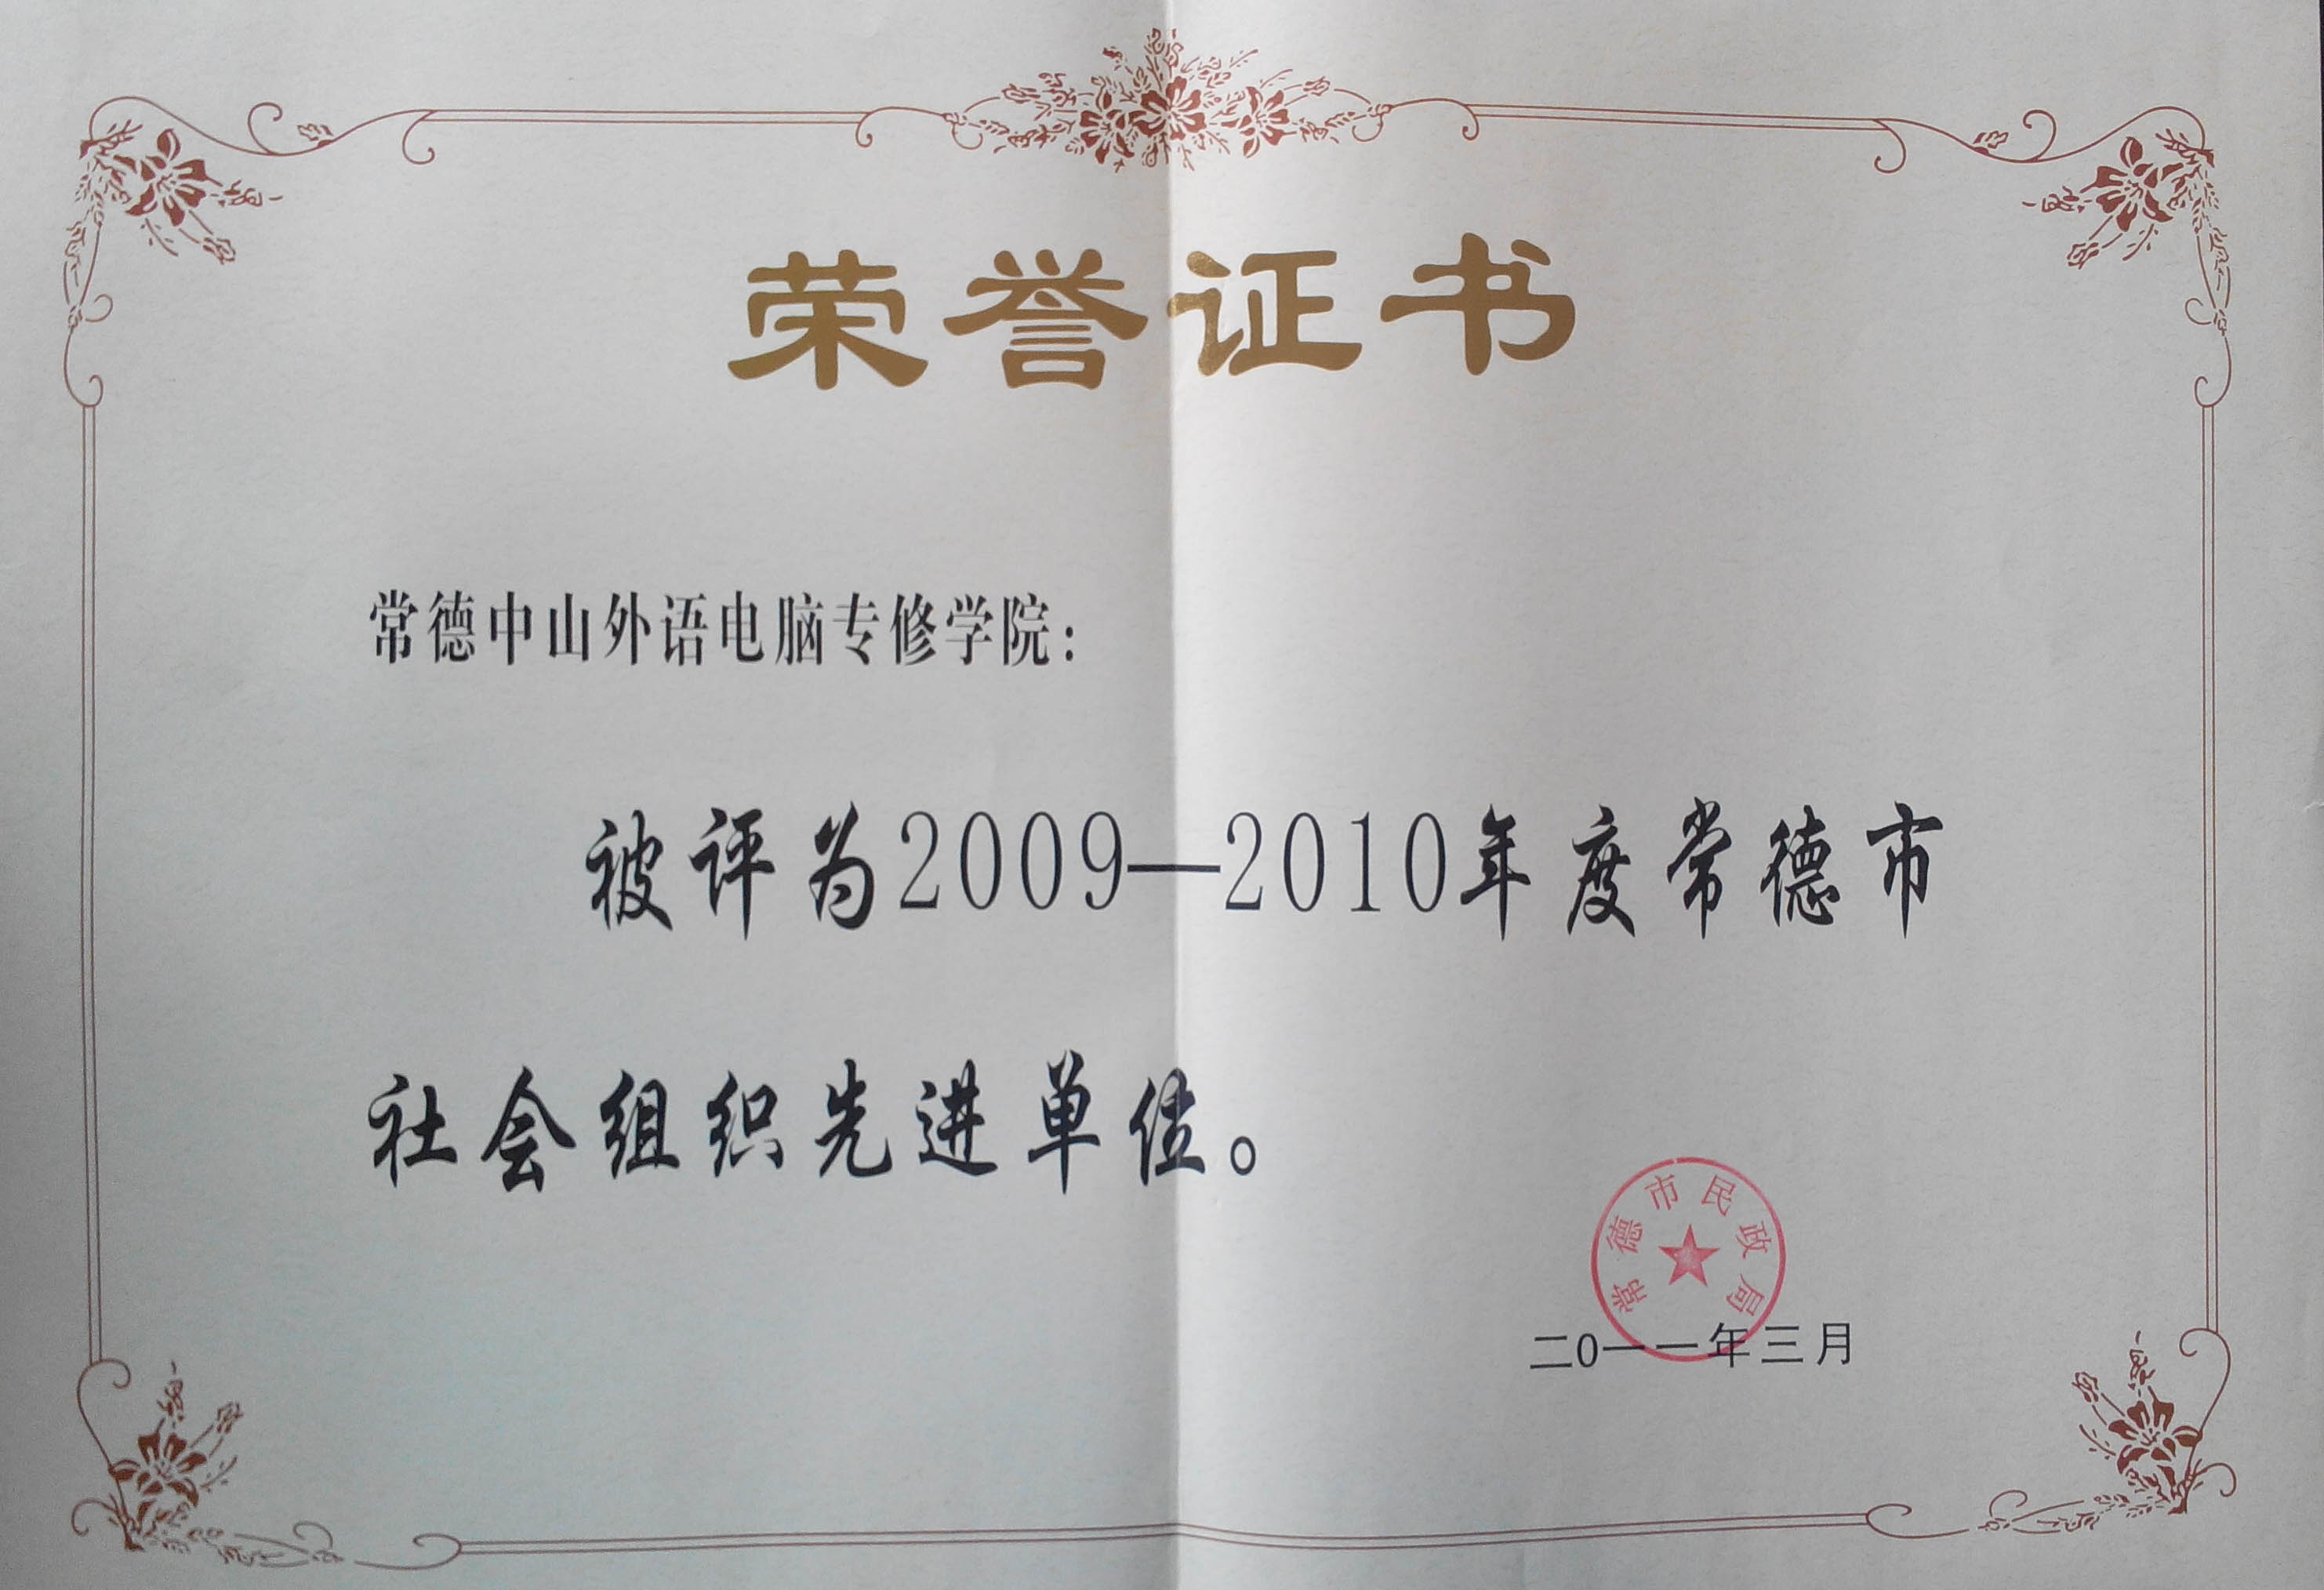 荣誉证书
常德中山外语电脑专修学院:
被评为2009—2010年度常德市
社会组织先进单位。
常德市民政局
二0一一年三月